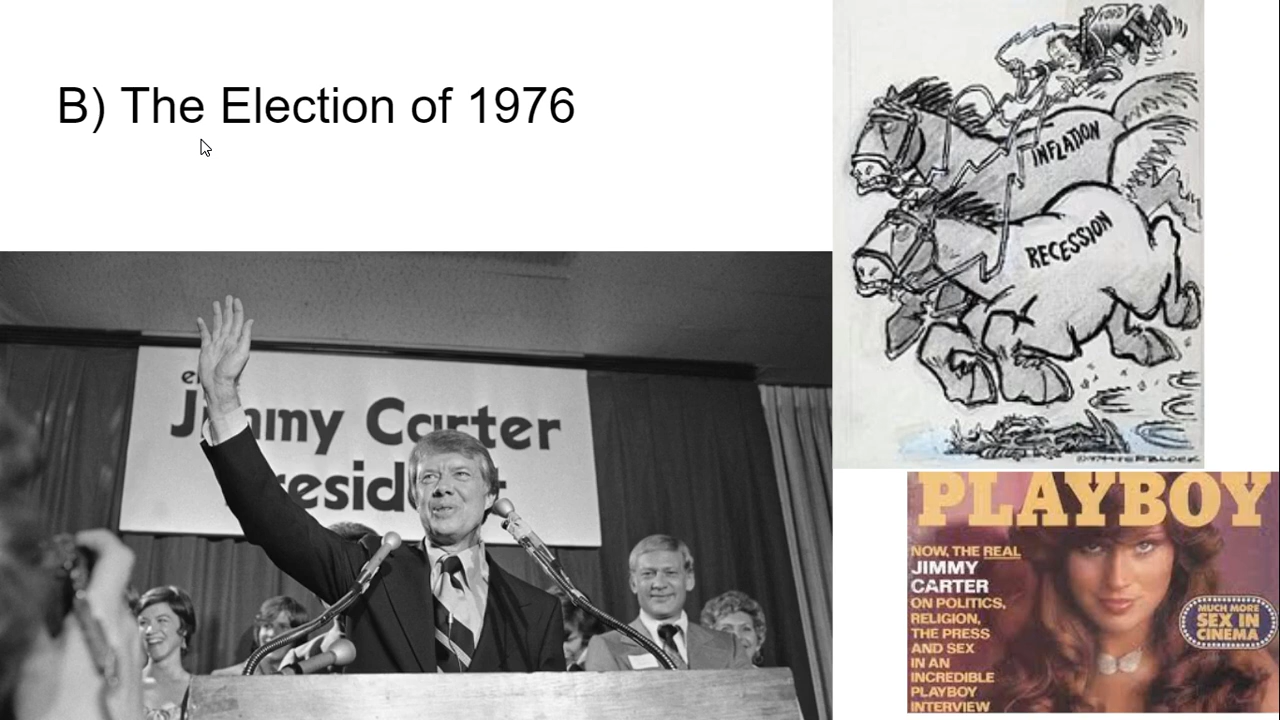 B) The Election of 1976
FORD
INFLATION
RECESSION
Jimmy Carter
PLAYBOY
NOW, THE REAL
JIMMY
CARTER
ON POLITICS,
RELIGION,
THE PRESS
AND SEX
IN AN
INCREDIBLE
PLAYBOY
INTERVIEW
MUCH MORE
SEX IN
CINEMA